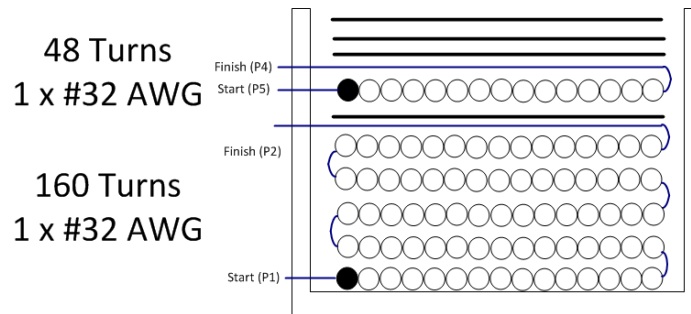 48 Turns
1 x #32 AWG
Finish (P4)
Start (P5)
Finish (P2)
160 Turns
1 x #32 AWG
Start (P1)